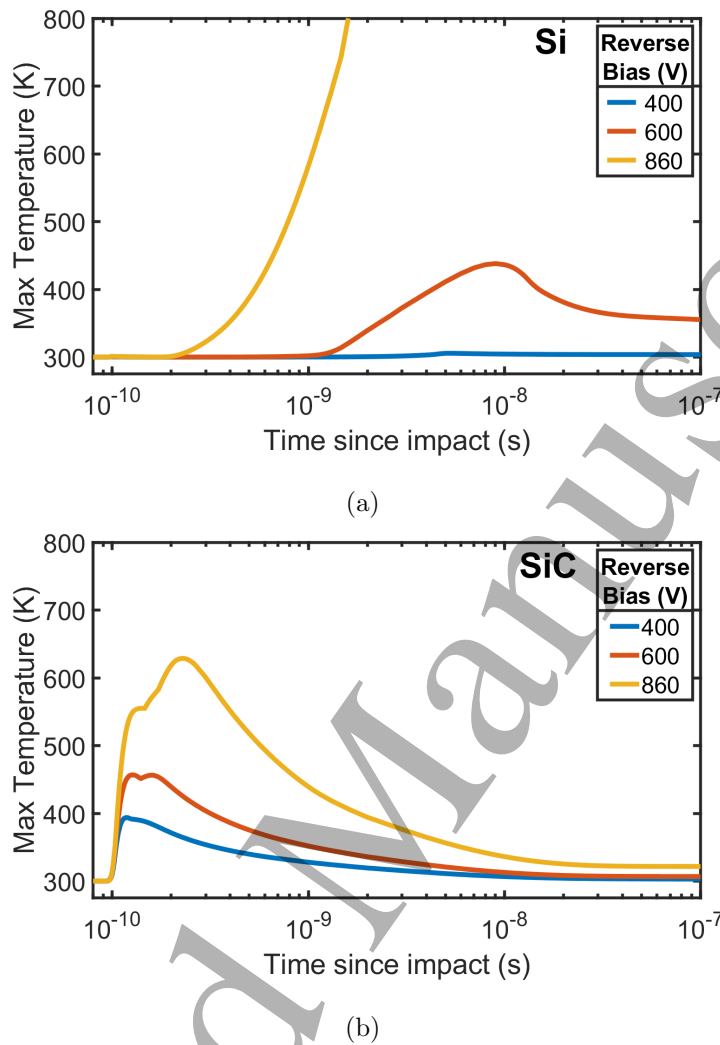 800
700
600
500
400
300
Max Temperature (K)
Si
Reverse
Bias (V)
400
600
860
10-10
10-9
10-8
10-7
Time since impact (s)
(a)
800
700
600
500
400
300
Max Temperature (K)
SiC
Reverse
Bias (V)
400
600
860
10-10
10-9
10-8
10-7
Time since impact (s)
(b)
d Manusc